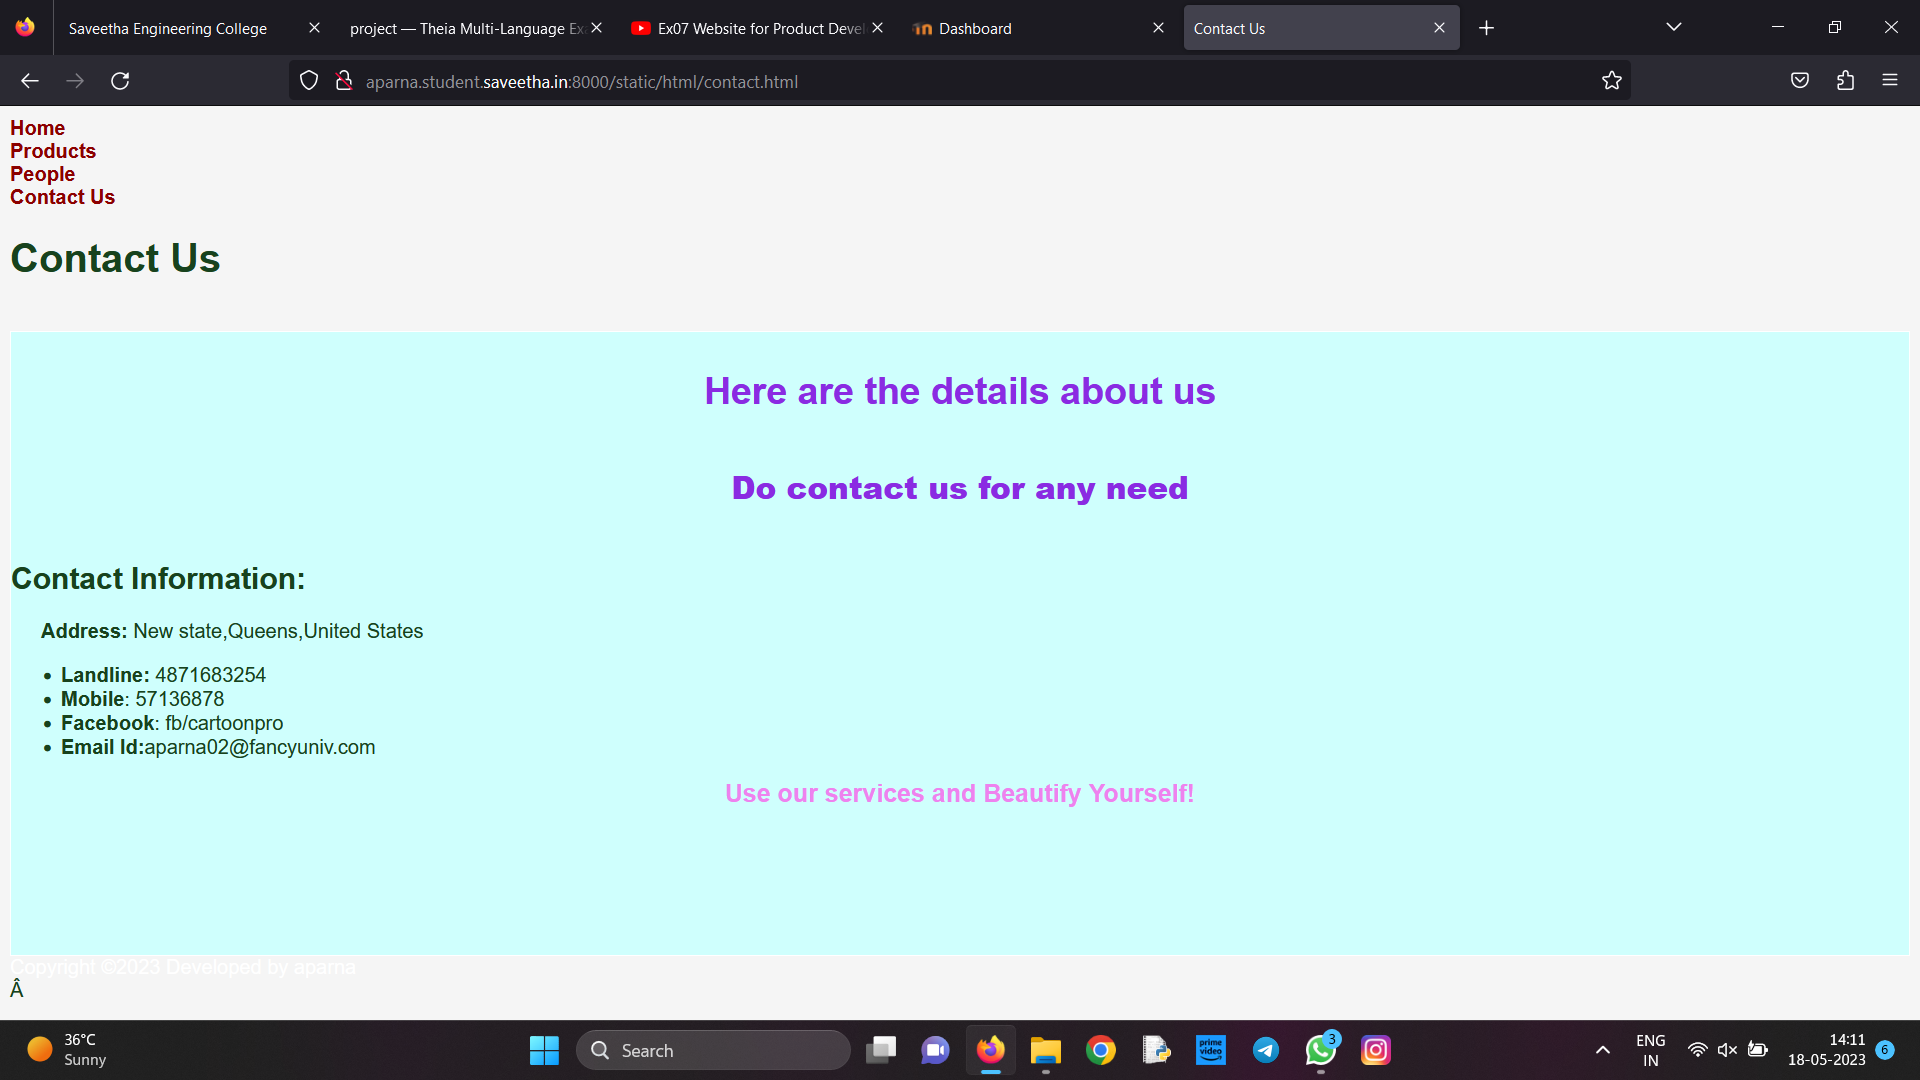 Saveetha Engineering College
project — Theia Multi-Language Ex
Ex07 Website for Product Devel
Dashboard
Contact Us
aparna.student.saveetha.in:8000/static/html/contact.html
Home
Products
People
Contact Us
Contact Us
Here are the details about us
Do contact us for any need
Contact Information:
Address: New state,Queens,United States
Landline: 4871683254
Mobile: 57136878
Facebook: fb/cartoonpro
Email Id:aparna02@fancyuniv.com
Use our services and Beautify Yourself!
Copyright ©2023 Developed by aparna
Â
36°C
Sunny
Search
prime
video
3
ENG
IN
14:11
18-05-2023
6